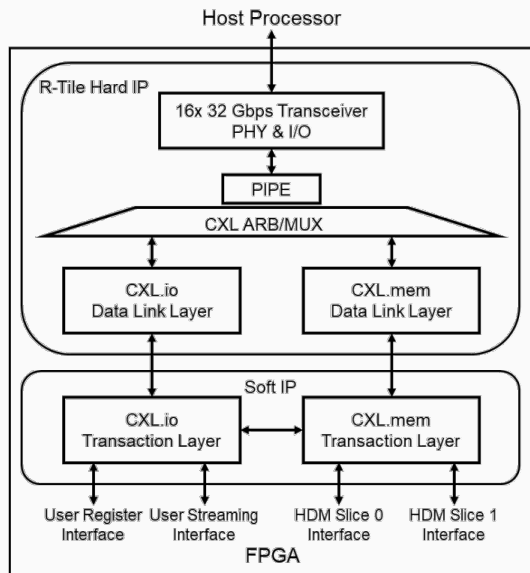 Host Processor
R-Tile Hard IP
16x 32 Gbps Transceiver
PHY & I/O
PIPE
CXL ARB/MUX
CXL.io
Data Link Layer
CXL.mem
Data Link Layer
Soft IP
CXL.io
Transaction Layer
CXL.mem
Transaction Layer
User Register
Interface
User Streaming
Interface
HDM Slice 0
Interface
HDM Slice 1
Interface
FPGA